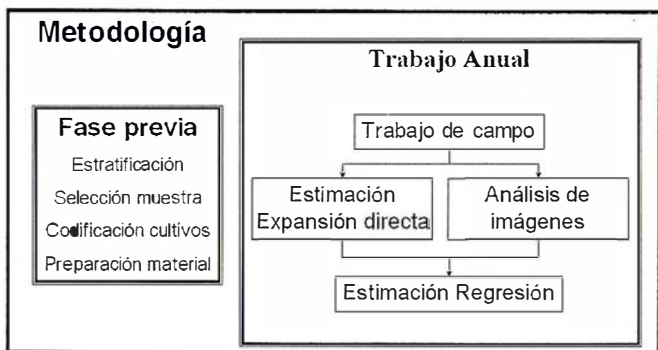 Metodología
Fase previa
Estratificación
Selección muestra
Codificación cultivos
Preparación material
Trabajo Anual
Trabajo de campo
Estimación
Expansión directa
Análisis de
imágenes
Estimación Regresión